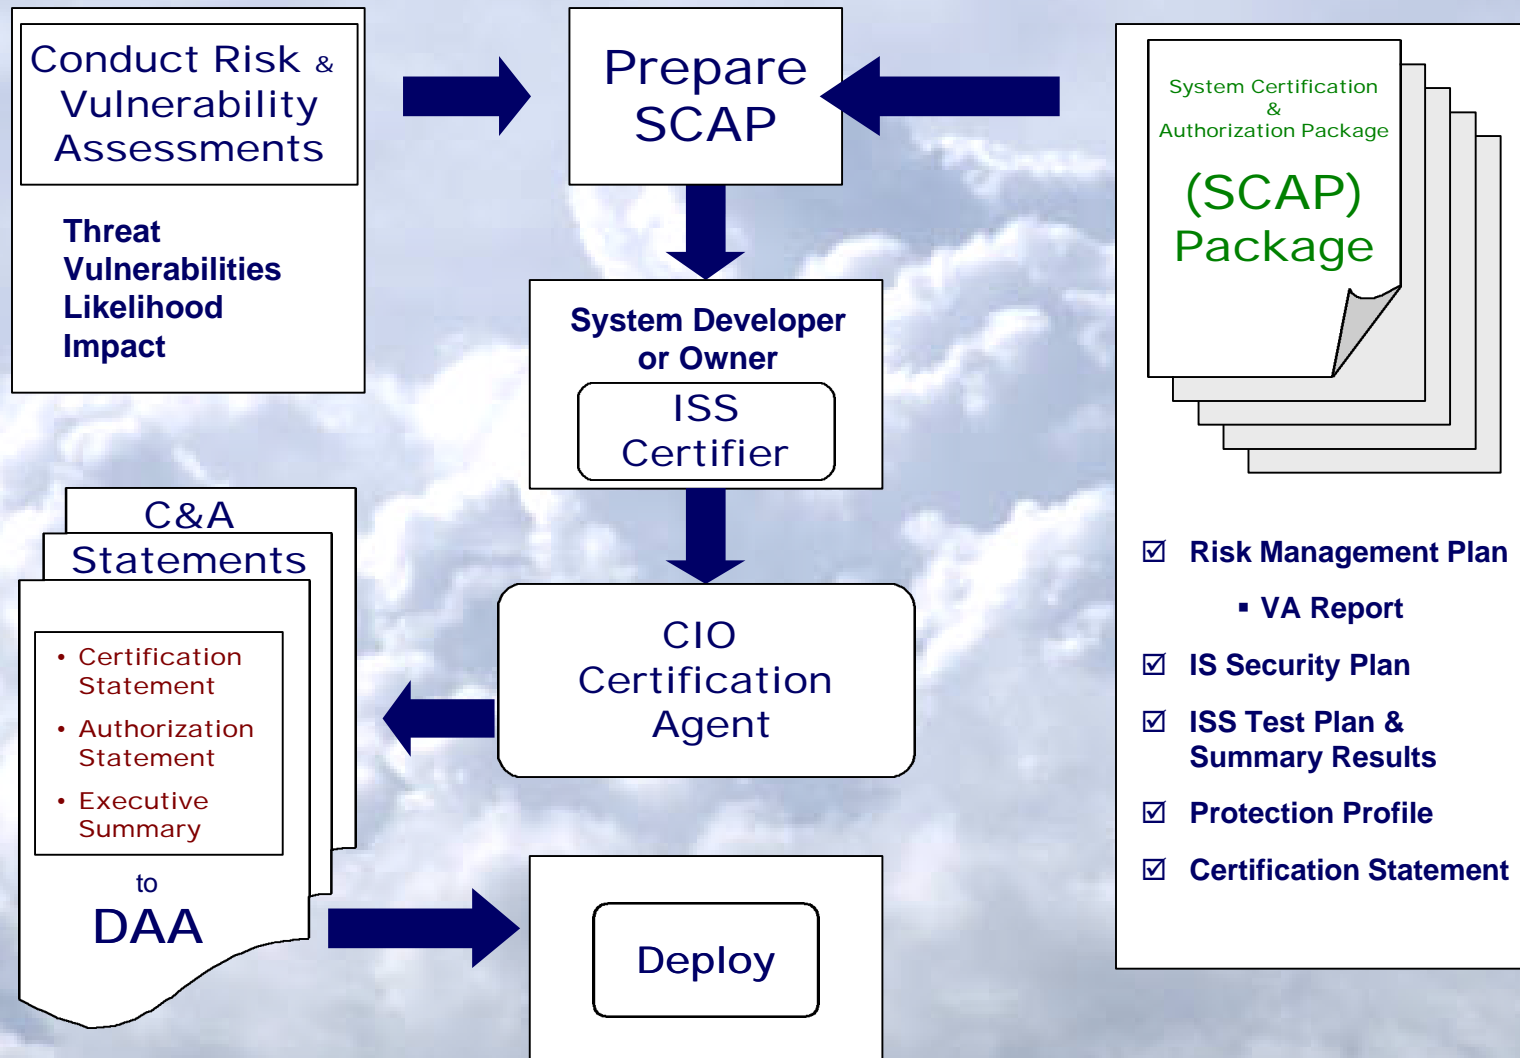 Conduct Risk &
Vulnerability
Assessments
Threat
Vulnerabilities
Likelihood
Impact
Prepare
SCAP
System Developer
or Owner
ISS
Certifier
CIO
Certification
Agent
C&A
Statements
• Certification
Statement
• Authorization
Statement
• Executive
Summary
to
DAA
Deploy
System Certification
&
Authorization Package
(SCAP)
Package
☑ Risk Management Plan
▪ VA Report
☑ IS Security Plan
☑ ISS Test Plan &
Summary Results
☑ Protection Profile
☑ Certification Statement